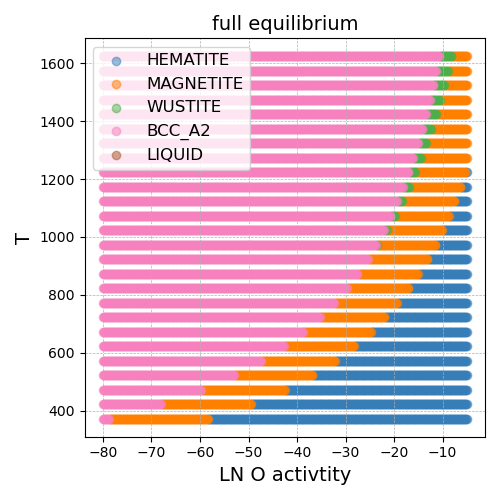 full equilibrium
HEMATITE
MAGNETITE
WUSTITE
BCC_A2
LIQUID
T
1600
1400
1200
1000
800
600
400
−80 −70 −60 −50 −40 −30 −20 −10
LN O activtity